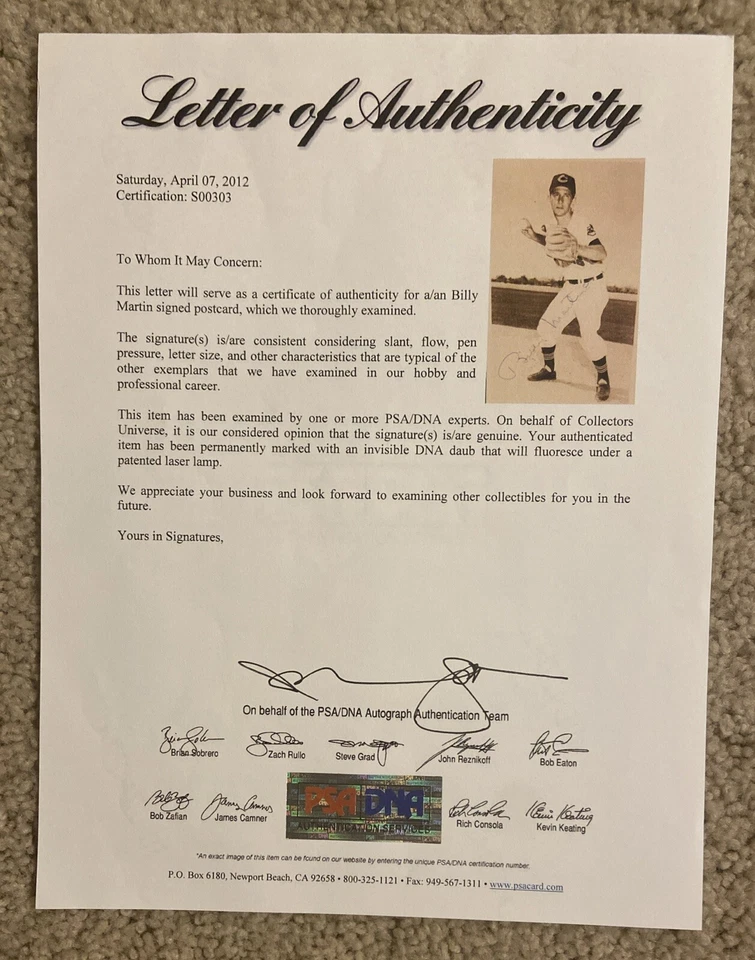 Letter of Authenticity
Saturday, April 07, 2012
Certification: S00303
To Whom It May Concern:
This letter will serve as a certificate of authenticity for a/an Billy
Martin signed postcard, which we thoroughly examined.
The signature(s) is/are consistent considering slant, flow, pen
pressure, letter size, and other characteristics that are typical of the
other exemplars that we have examined in our hobby and
professional career.
This item has been examined by one or more PSA/DNA experts. On behalf of Collectors
Universe, it is our considered opinion that the signature(s) is/are genuine. Your authenticated
item has been permanently marked with an invisible DNA daub that will fluoresce under a
patented laser lamp.
We appreciate your business and look forward to examining other collectibles for you in the
future.
Yours in Signatures,
On behalf of the PSA/DNA Autograph Authentication Team
Brian Sobrero Zach Rullo Steve Grad John Reznikoff Bob Eaton
Bob Zafian James Camner Rich Consola Kevin Keating
PSA DNA
AUTHENTICATION SERVICES
*An exact image of this item can be found on our website by entering the unique PSA/DNA certification number.
P.O. Box 6180, Newport Beach, CA 92658 • 800-325-1121 • Fax: 949-567-1311 • www.psacard.com